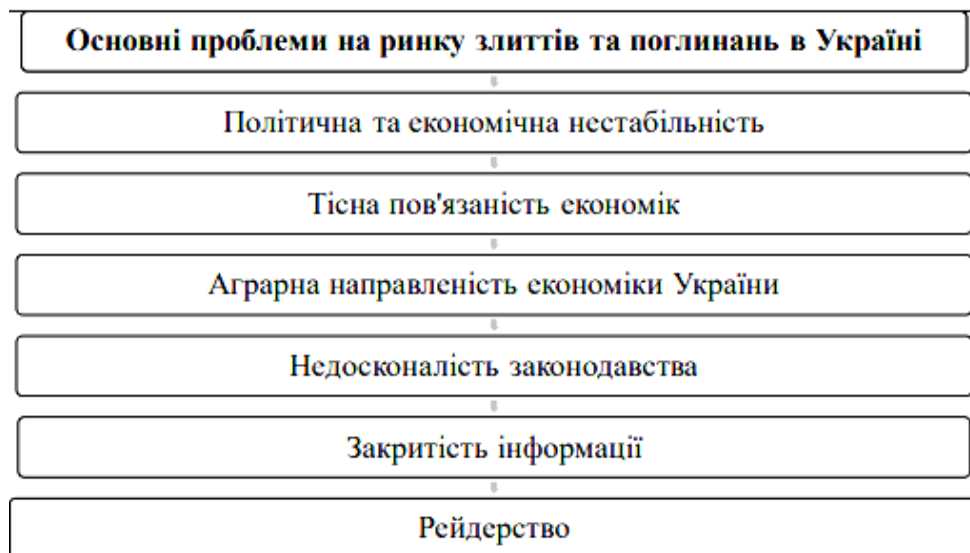 Основні проблеми на ринку злиттів та поглинань в Україні
Політична та економічна нестабільність
Тісна пов'язаність економік
Аграрна направленість економіки України
Недосконалість законодавства
Закритість інформації
Рейдерство